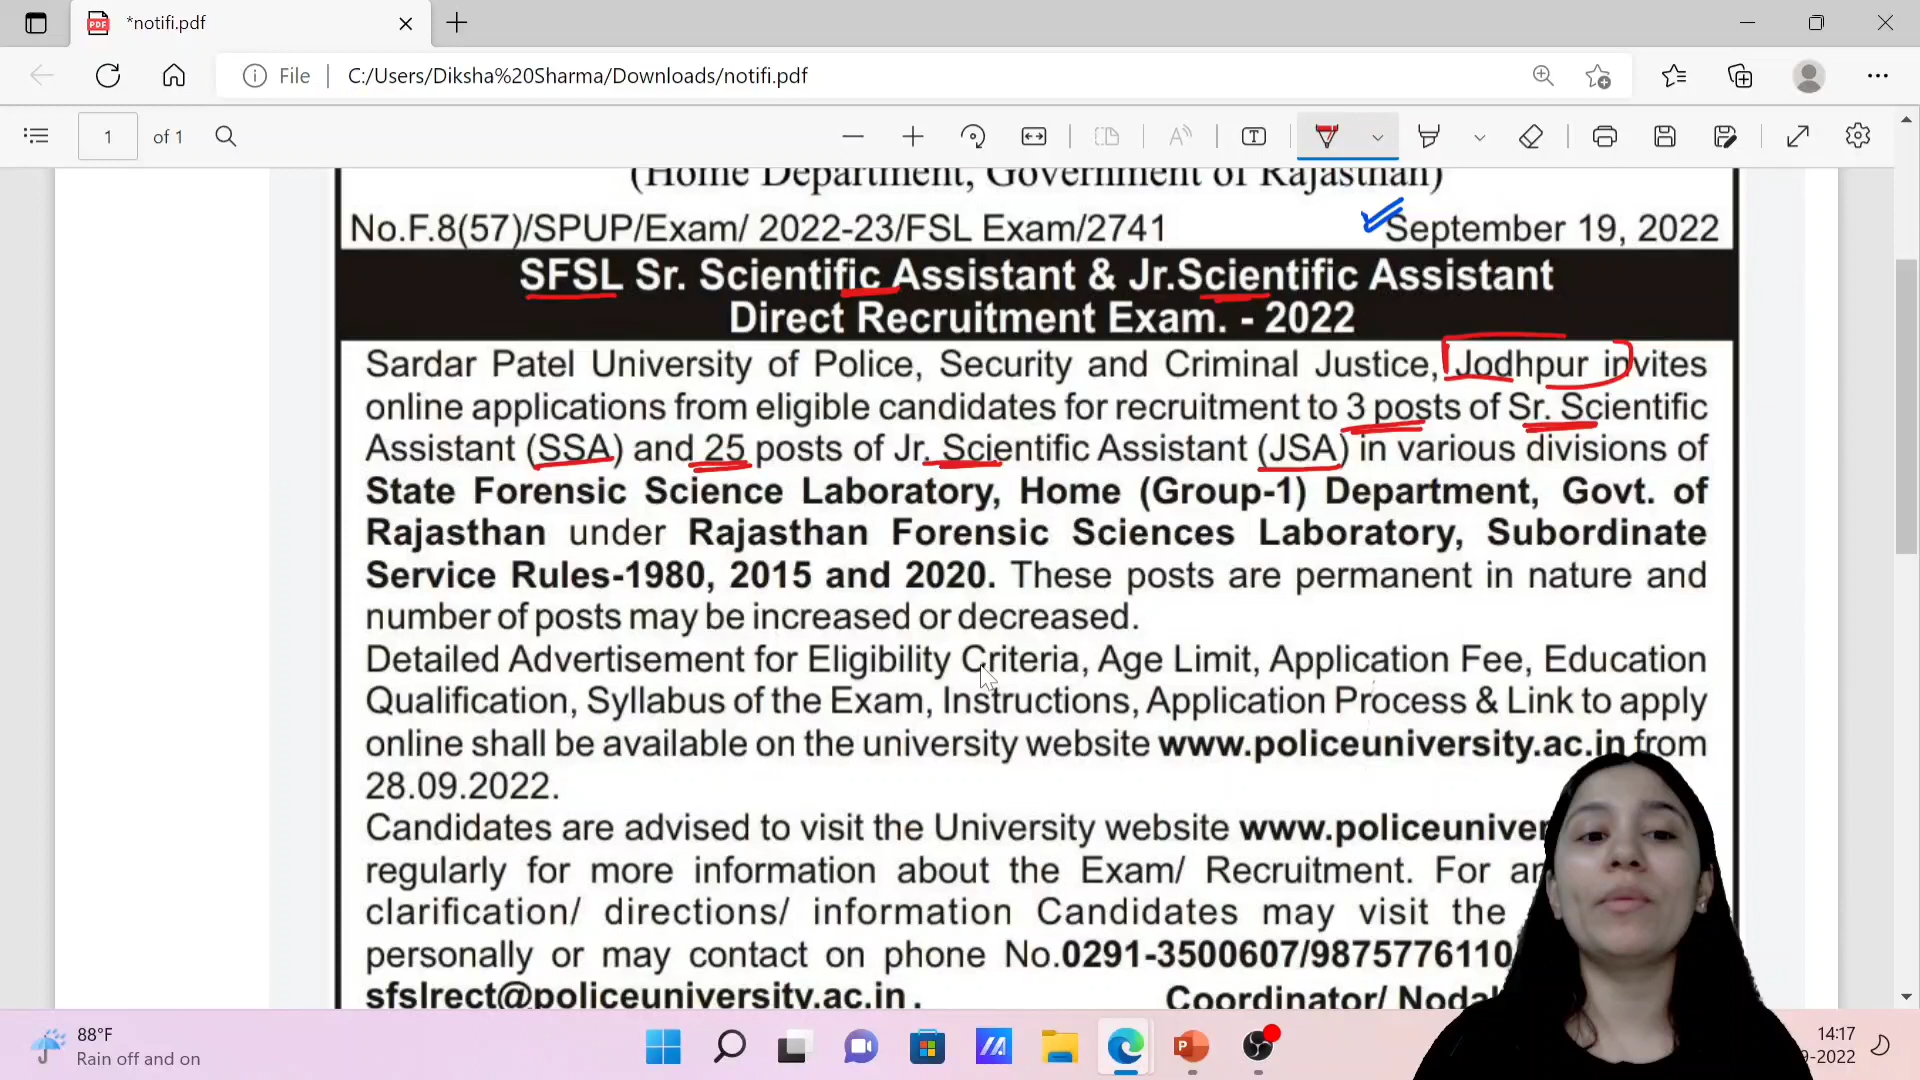 *notifi.pdf
File C:/Users/Diksha%20Sharma/Downloads/notifi.pdf
1 of 1
(Home Department, Government of Rajasthan)
No.F.8(57)/SPUP/Exam/ 2022-23/FSL Exam/2741 September 19, 2022
SFSL Sr. Scientific Assistant & Jr.Scientific Assistant
Direct Recruitment Exam. - 2022
Sardar Patel University of Police, Security and Criminal Justice, Jodhpur invites
online applications from eligible candidates for recruitment to 3 posts of Sr. Scientific
Assistant (SSA) and 25 posts of Jr. Scientific Assistant (JSA) in various divisions of
State Forensic Science Laboratory, Home (Group-1) Department, Govt. of
Rajasthan under Rajasthan Forensic Sciences Laboratory, Subordinate
Service Rules-1980, 2015 and 2020. These posts are permanent in nature and
number of posts may be increased or decreased.
Detailed Advertisement for Eligibility Criteria, Age Limit, Application Fee, Education
Qualification, Syllabus of the Exam, Instructions, Application Process & Link to apply
online shall be available on the university website www.policeuniversity.ac.in from
28.09.2022.
Candidates are advised to visit the University website www.policeuniver
regularly for more information about the Exam/ Recruitment. For
clarification/ directions/ information Candidates may visit the
personally or may contact on phone No.0291-3500607/9875776110
sfslrect@policeuniversity.ac.in. Coordinator/ Nodal
88°F
Rain off and on
14:17
-2022